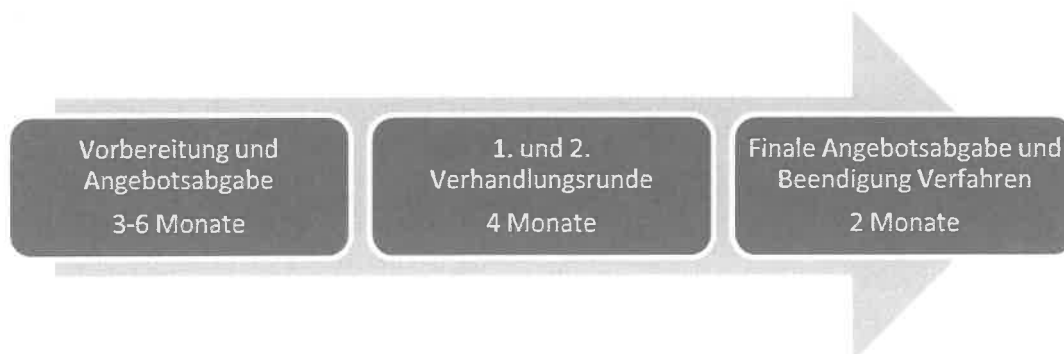 Vorbereitung und
Angebotsabgabe
3-6 Monate
1. und 2.
Verhandlungsrunde
4 Monate
Finale Angebotsabgabe und
Beendigung Verfahren
2 Monate